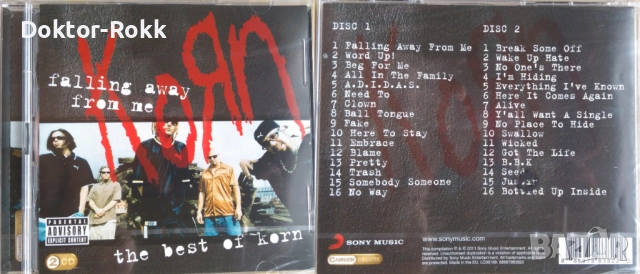 Doktor-Rokk
KoRn
falling away
from me
PARENTAL
ADVISORY
EXPLICIT CONTENT
2 CD
the best of korn
DISC 1
1 Falling Away From Me
2 Word Up!
3 Beg For Me
4 All In The Family
5 A.D.I.D.A.S.
6 Need To
7 Clown
8 Ball Tongue
9 Fake
10 Here To Stay
11 Embrace
12 Blame
13 Pretty
14 Trash
15 Somebody Someone
16 No Way
DISC 2
1 Break Some Off
2 Wake Up Hate
3 No One's There
4 I'm Hiding
5 Everything I've Known
6 Here It Comes Again
7 Alive
8 Y'all Want A Single
9 No Place To Hide
10 Swallow
11 Wicked
12 Got The Life
13 B.B.K
14 Seed
15
16 Bottled Up Inside
SONY MUSIC
www.sonymusic.com
CAMDEN